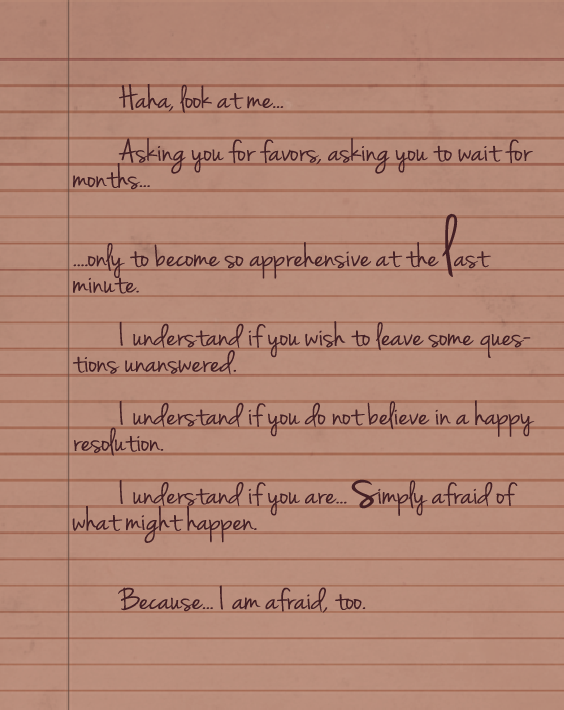 Haha, look at me...
Asking you for favors, asking you to wait for
months...
....only to become so apprehensive at the last
minute.
I understand if you wish to leave some ques-
tions unanswered.
I understand if you do not believe in a happy
resolution.
I understand if you are... Simply afraid of
what might happen.
Because... I am afraid, too.